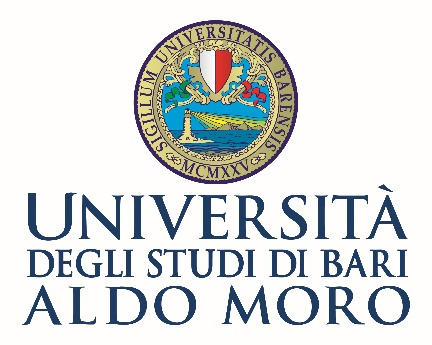 SIGILLUM UNIVERSITATIS BARENSIS
MCMXXV
UNIVERSITÀ
DEGLI STUDI DI BARI
ALDO MORO